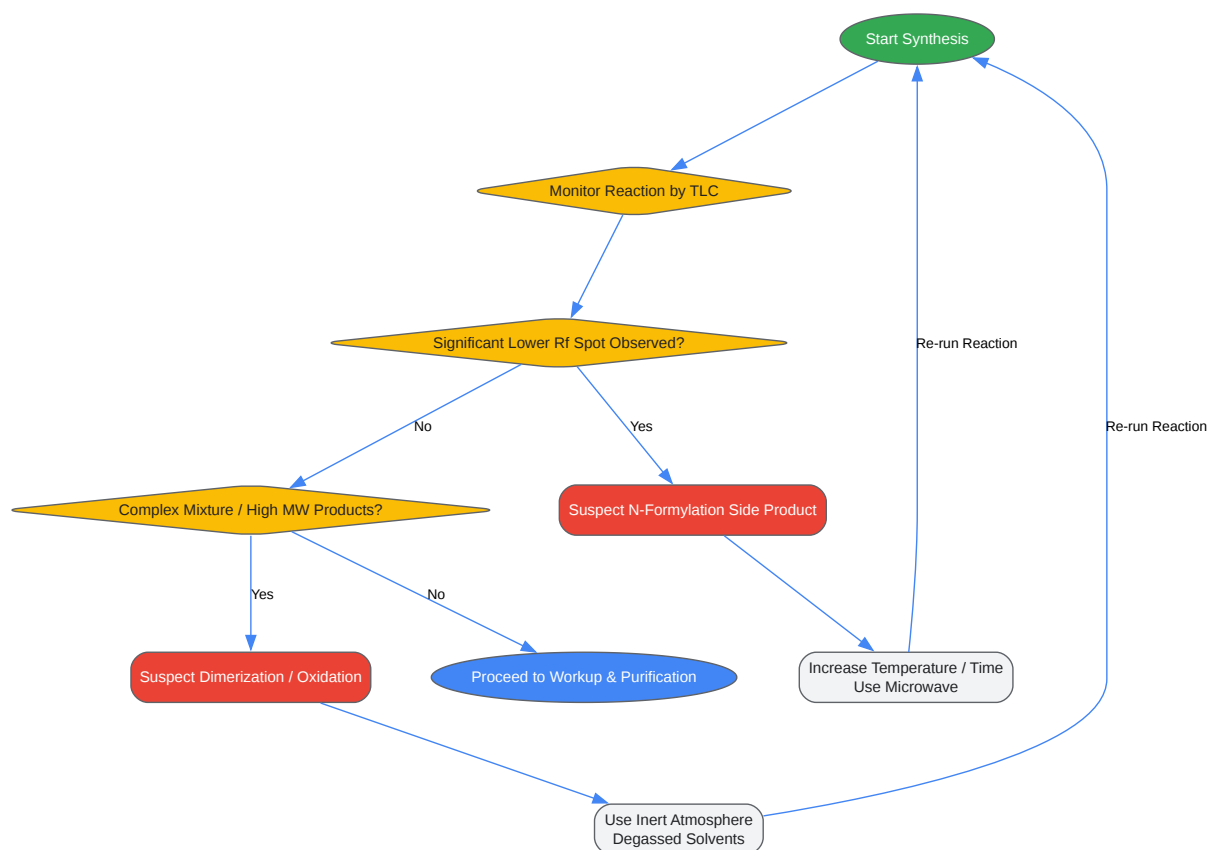 Start Synthesis
Monitor Reaction by TLC
Significant Lower Rf Spot Observed?
Re-run Reaction
No
Yes
Re-run Reaction
Complex Mixture / High MW Products?
Suspect N-Formylation Side Product
Yes
No
Suspect Dimerization / Oxidation
Proceed to Workup & Purification
Increase Temperature / Time
Use Microwave
Use Inert Atmosphere
Degassed Solvents